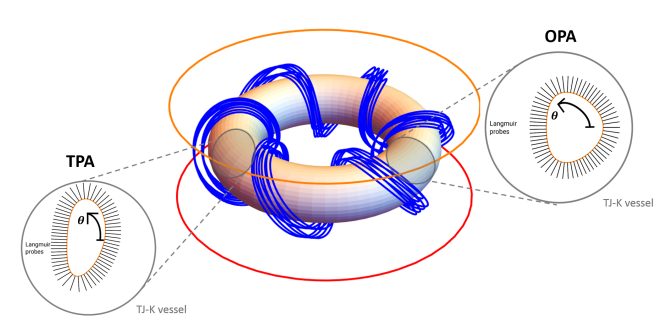 OPA
Langmuir
probes
θ
TJ-K vessel
TPA
Langmuir
probes
θ
TJ-K vessel